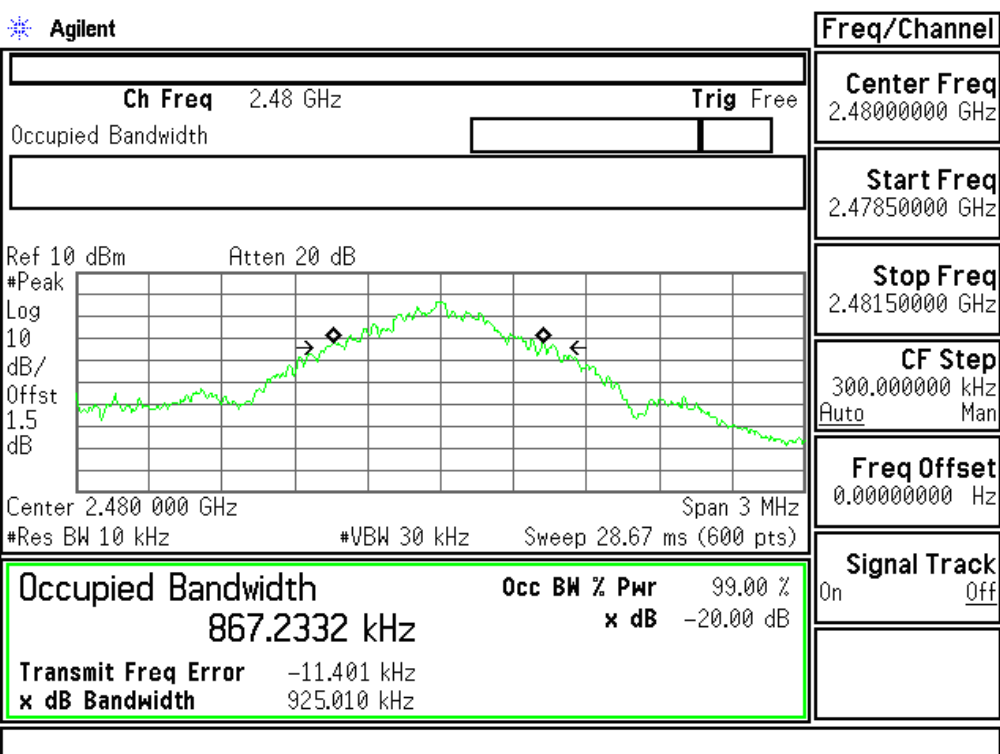 Agilent
Freq/Channel
Ch Freq 2.48 GHz Trig Free
Occupied Bandwidth
Center Freq
2.48000000 GHz
Start Freq
2.47850000 GHz
Stop Freq
2.48150000 GHz
CF Step
300.000000 kHz
Auto Man
Freq Offset
0.00000000 Hz
Signal Track
On Off
Ref 10 dBm Atten 20 dB
#Peak
Log
10
dB/
Offst
1.5
dB
Center 2.480 000 GHz Span 3 MHz
#Res BW 10 kHz #VBW 30 kHz Sweep 28.67 ms (600 pts)
Occupied Bandwidth
867.2332 kHz
Occ BW % Pwr 99.00 %
x dB -20.00 dB
Transmit Freq Error -11.401 kHz
x dB Bandwidth 925.010 kHz